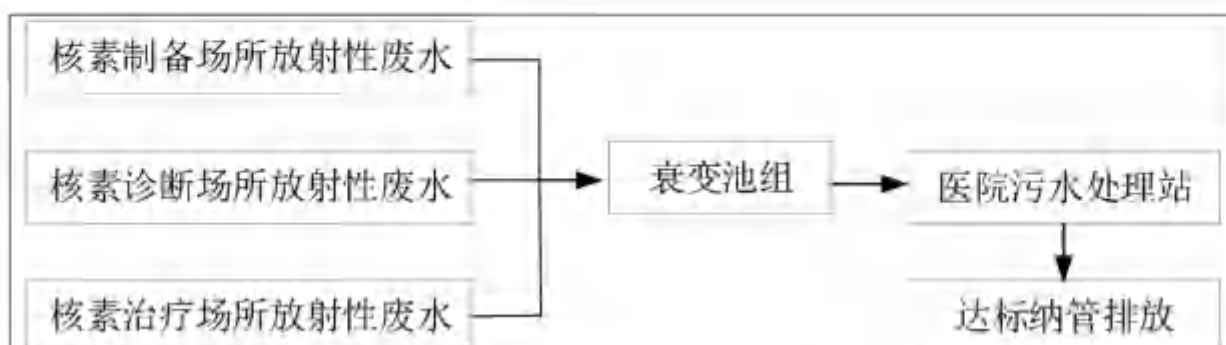 核素制备场所放射性废水
核素诊断场所放射性废水
衰变池组
医院污水处理站
核素治疗场所放射性废水
达标纳管排放